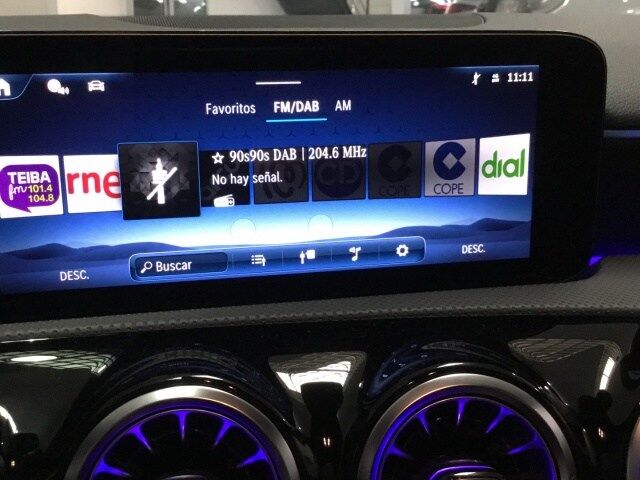 11:11
Favoritos FM/DAB AM
TEIBA
fm 101.4
104.8
rne
90s90s DAB | 204.6 MHz
No hay señal.
COPE
COPE
dial
DESC.
Buscar
DESC.